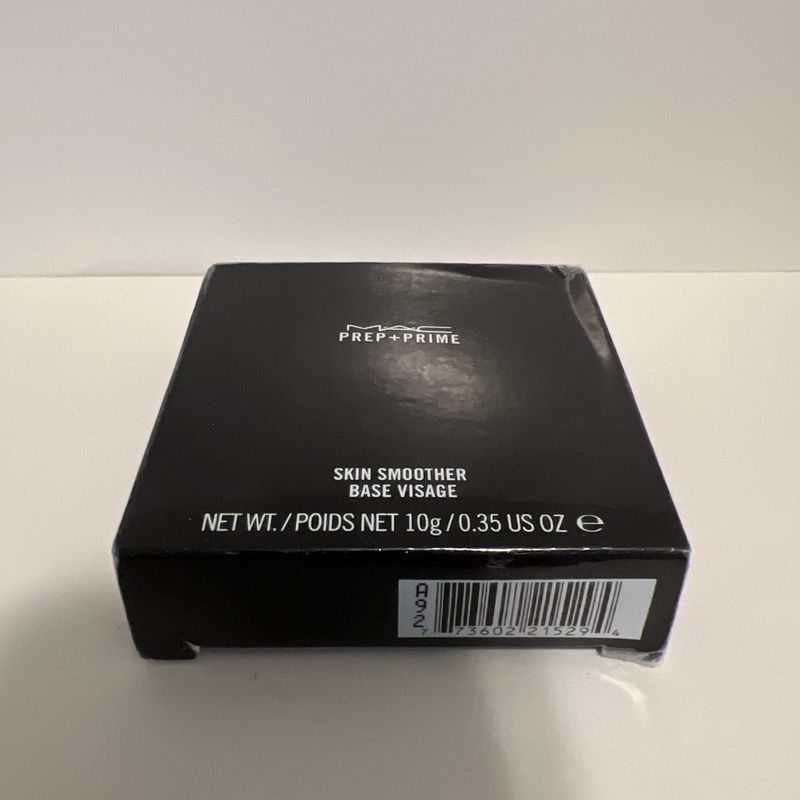 MAC
PREP+PRIME
SKIN SMOOTHER
BASE VISAGE
NET WT. / POIDS NET 10g / 0.35 US OZ ℮
A92
7 73602 21529 4